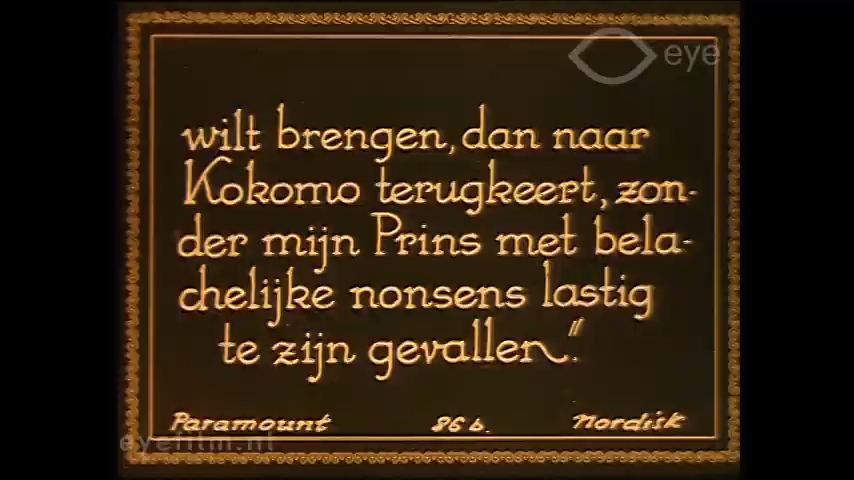 eye
wilt brengen, dan naar
Kokomo terugkeert, zon-
der mijn Prins met bela-
chelijke nonsens lastig
te zijn gevallen".
Paramount 86 b. Nordisk
eyefilm.nl